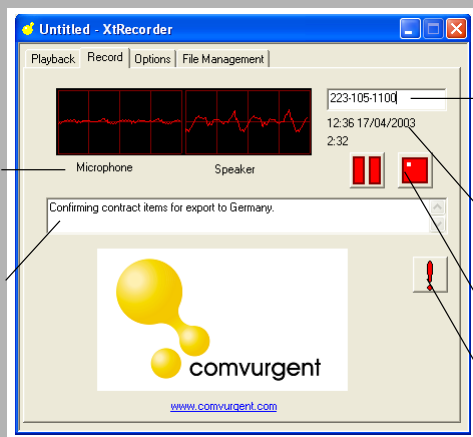 Untitled - XtRecorder
Playback Record Options File Management
223-105-1100
12:36 17/04/2003
2:32
Microphone Speaker
Confirming contract items for export to Germany.
comvurgent
www.comvurgent.com